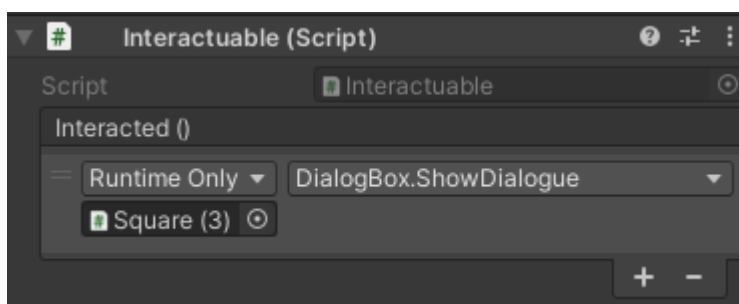 Interactuable (Script)
Script Interactuable
Interacted ()
Runtime Only DialogBox.ShowDialogue
Square (3)